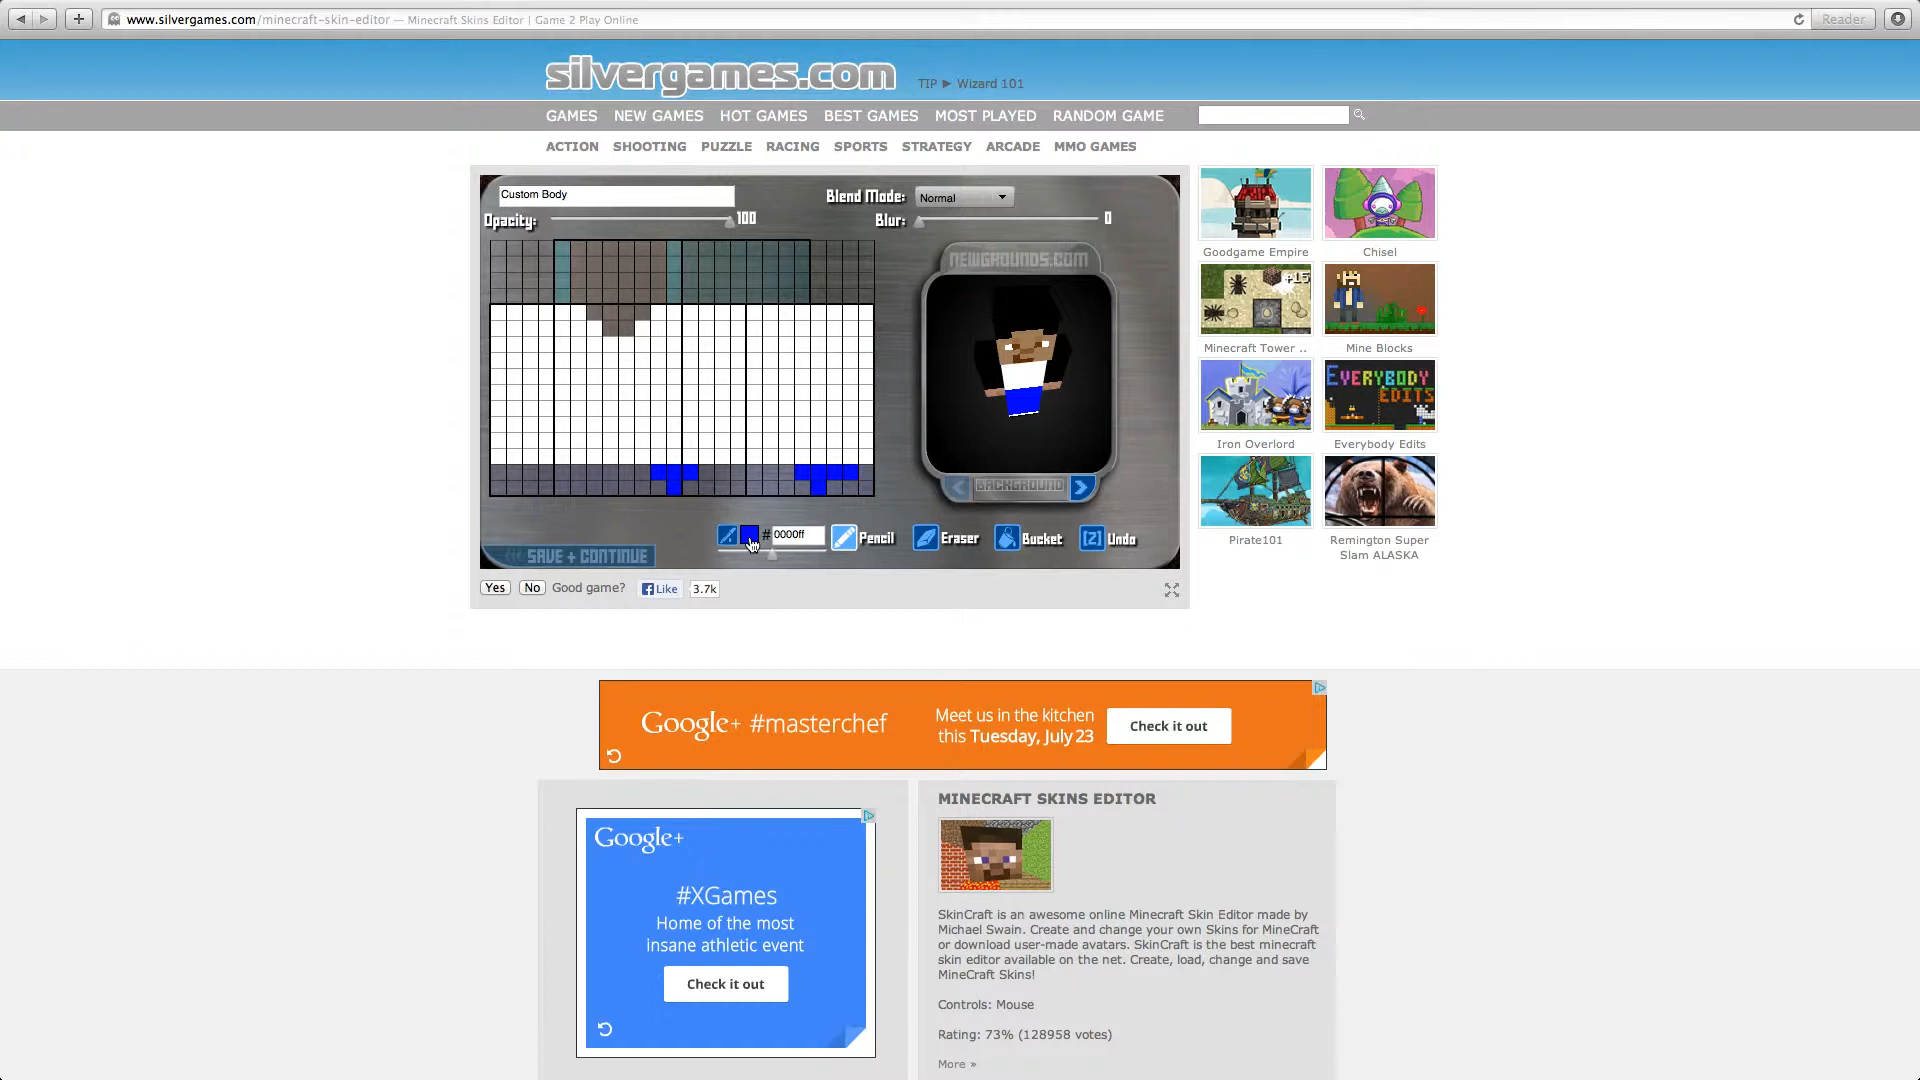 www.silvergames.com/minecraft-skin-editor — Minecraft Skins Editor | Game 2 Play Online
Reader
silvergames.com
TIP ► Wizard 101
GAMES NEW GAMES HOT GAMES BEST GAMES MOST PLAYED RANDOM GAME
ACTION SHOOTING PUZZLE RACING SPORTS STRATEGY ARCADE MMO GAMES
Custom Body
Blend Mode: Normal
Opacity: 100
Blur: 0
NEWGROUNDS.COM
BACKGROUND
# 0000ff
Pencil
Eraser
Bucket
[Z] Undo
SAVE + CONTINUE
Yes No Good game? Like 3.7k
Goodgame Empire
Chisel
+15
Minecraft Tower ..
Mine Blocks
Iron Overlord
EVERYBODY
EDITS
Everybody Edits
Pirate101
Remington Super
Slam ALASKA
Google+ #masterchef
Meet us in the kitchen
this Tuesday, July 23
Check it out
Google+
#XGames
Home of the most
insane athletic event
Check it out
MINECRAFT SKINS EDITOR
SkinCraft is an awesome online Minecraft Skin Editor made by
Michael Swain. Create and change your own Skins for MineCraft
or download user-made avatars. SkinCraft is the best minecraft
skin editor available on the net. Create, load, change and save
MineCraft Skins!
Controls: Mouse
Rating: 73% (128958 votes)
More »